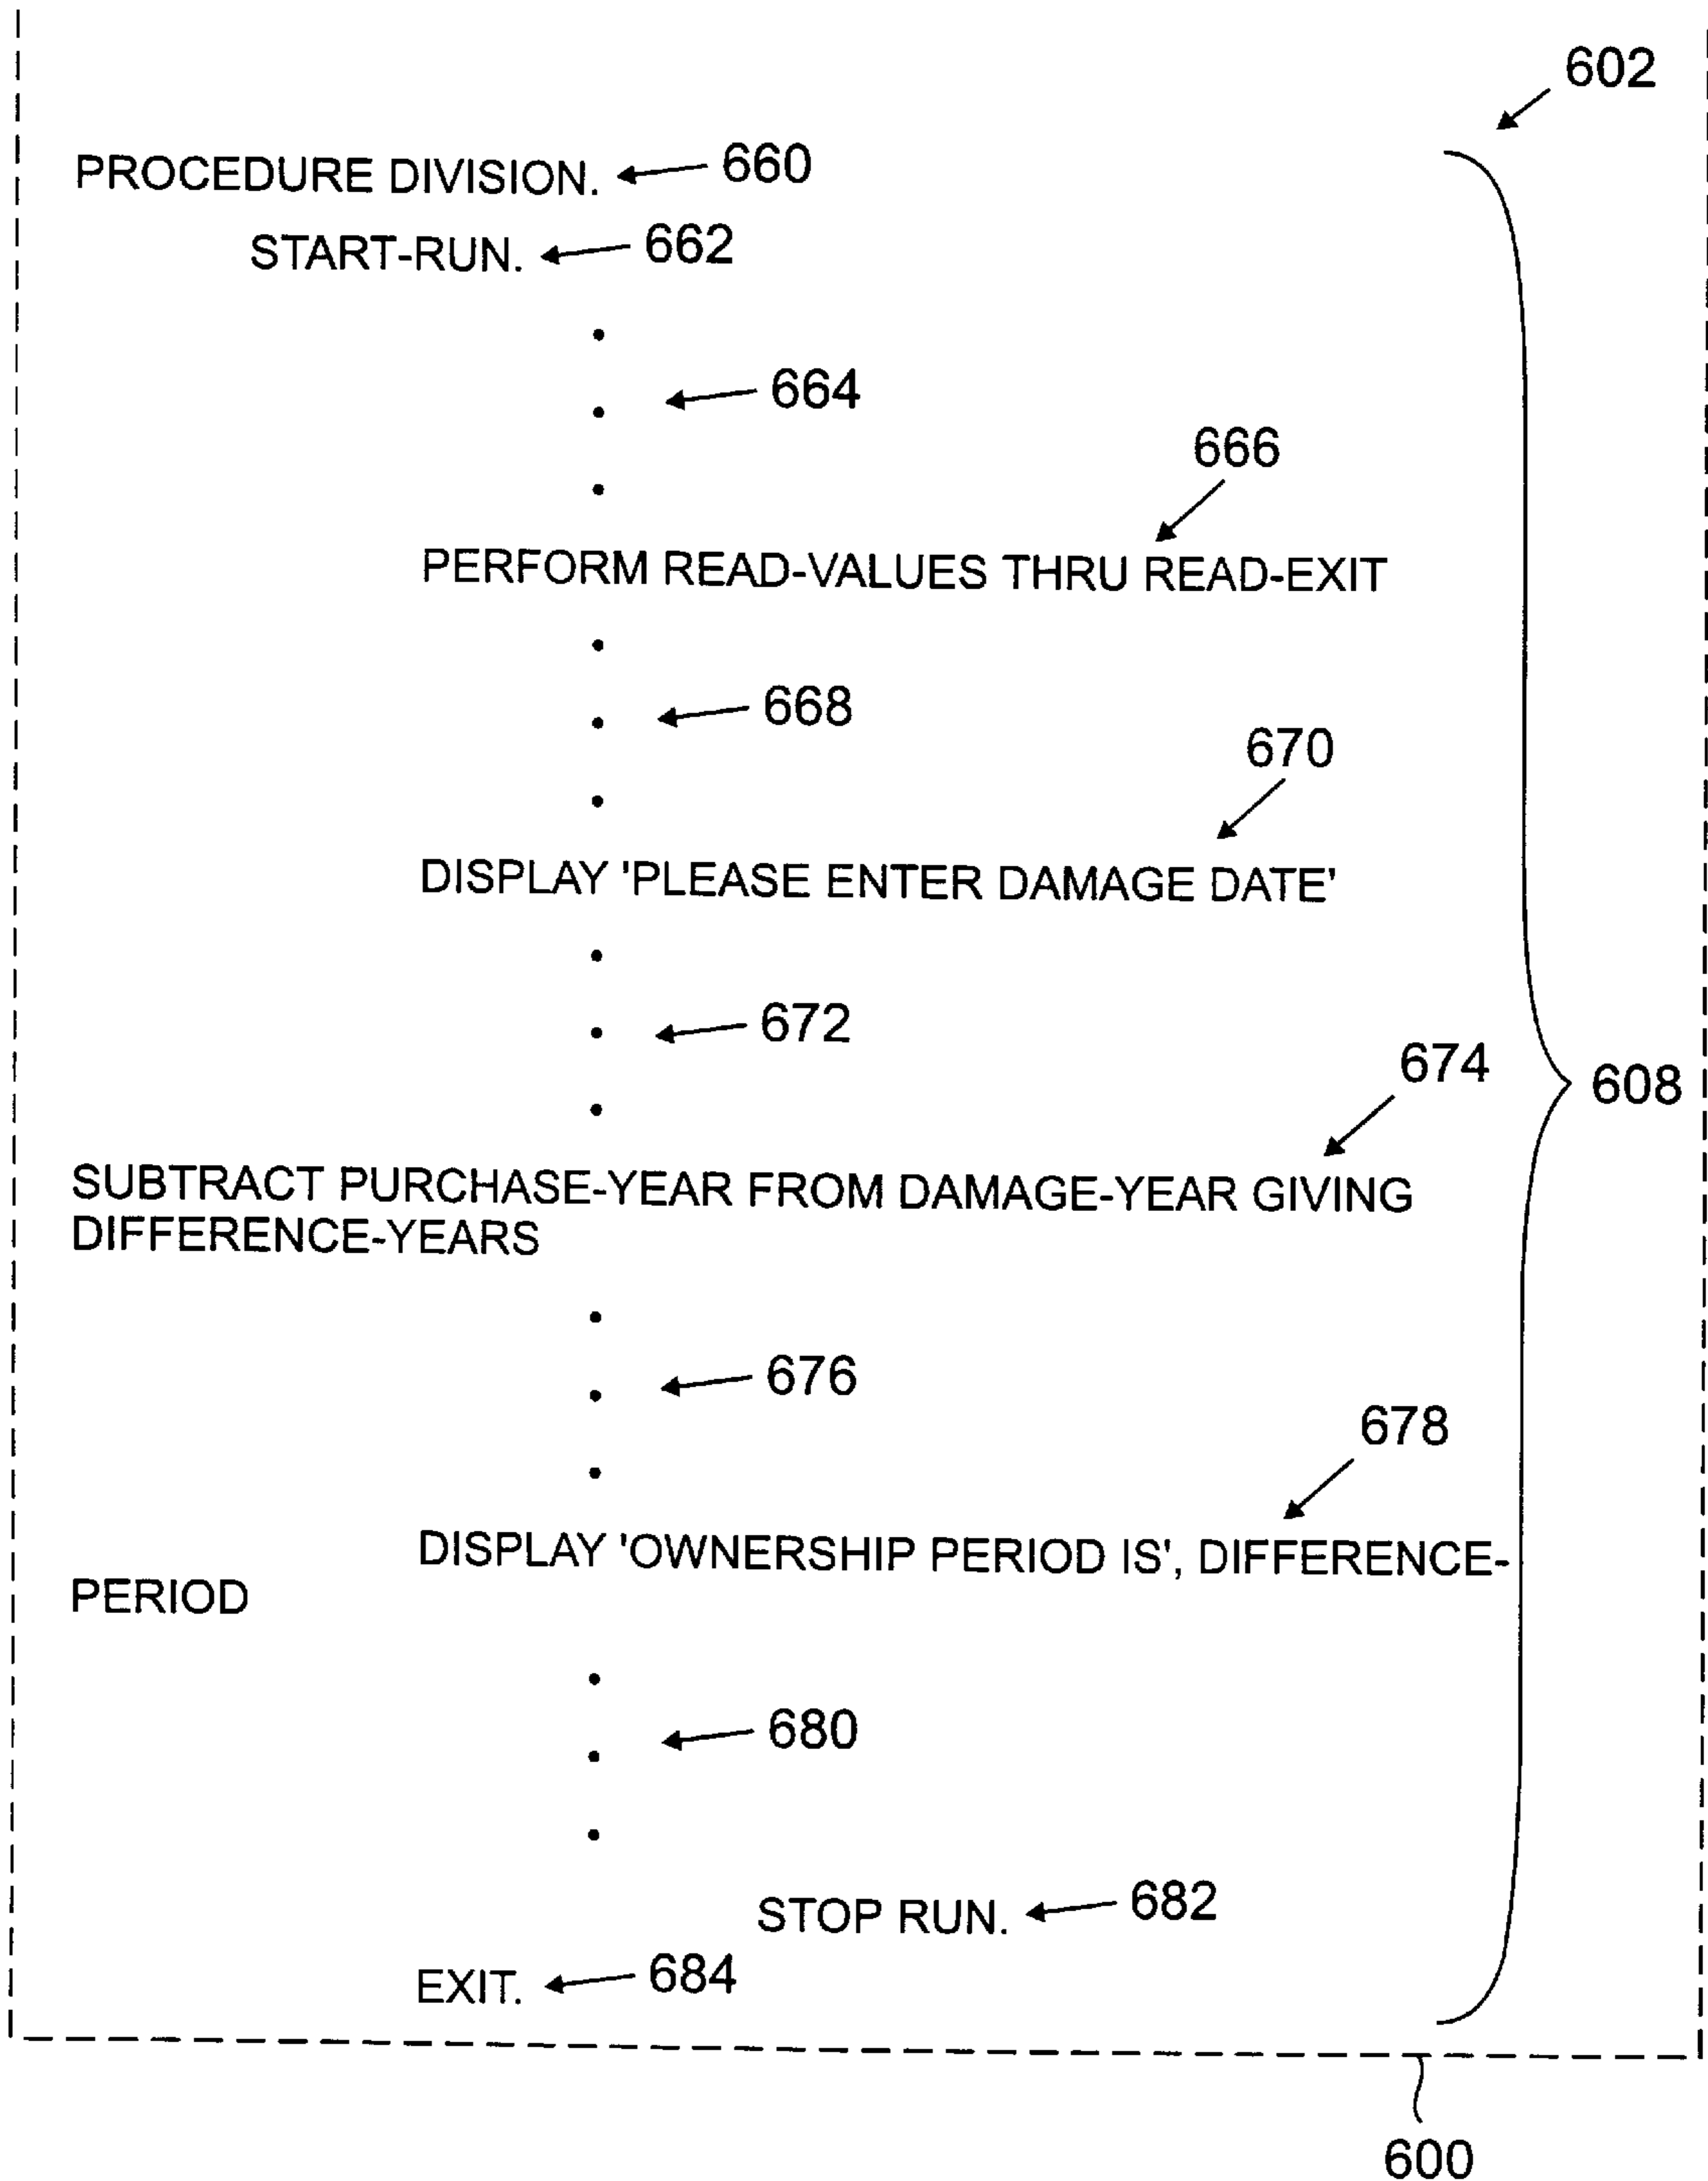 602
PROCEDURE DIVISION. 660
START-RUN. 662
664
666
PERFORM READ-VALUES THRU READ-EXIT
668
670
DISPLAY 'PLEASE ENTER DAMAGE DATE'
672
674
608
SUBTRACT PURCHASE-YEAR FROM DAMAGE-YEAR GIVING
DIFFERENCE-YEARS
676
678
DISPLAY 'OWNERSHIP PERIOD IS', DIFFERENCE-
PERIOD
680
STOP RUN. 682
EXIT. 684
600